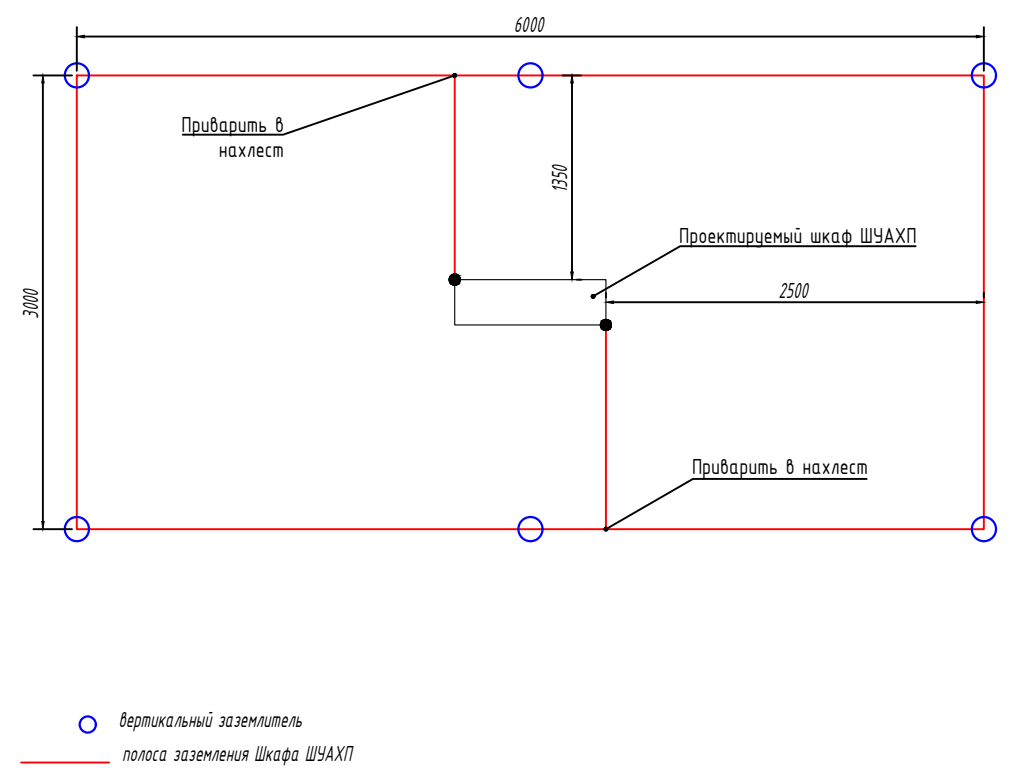 6000
Приварить в
нахлест
1350
Проектируемый шкаф ШУАХП
2500
3000
Приварить в нахлест
вертикальный заземлитель
полоса заземления Шкафа ШУАХП